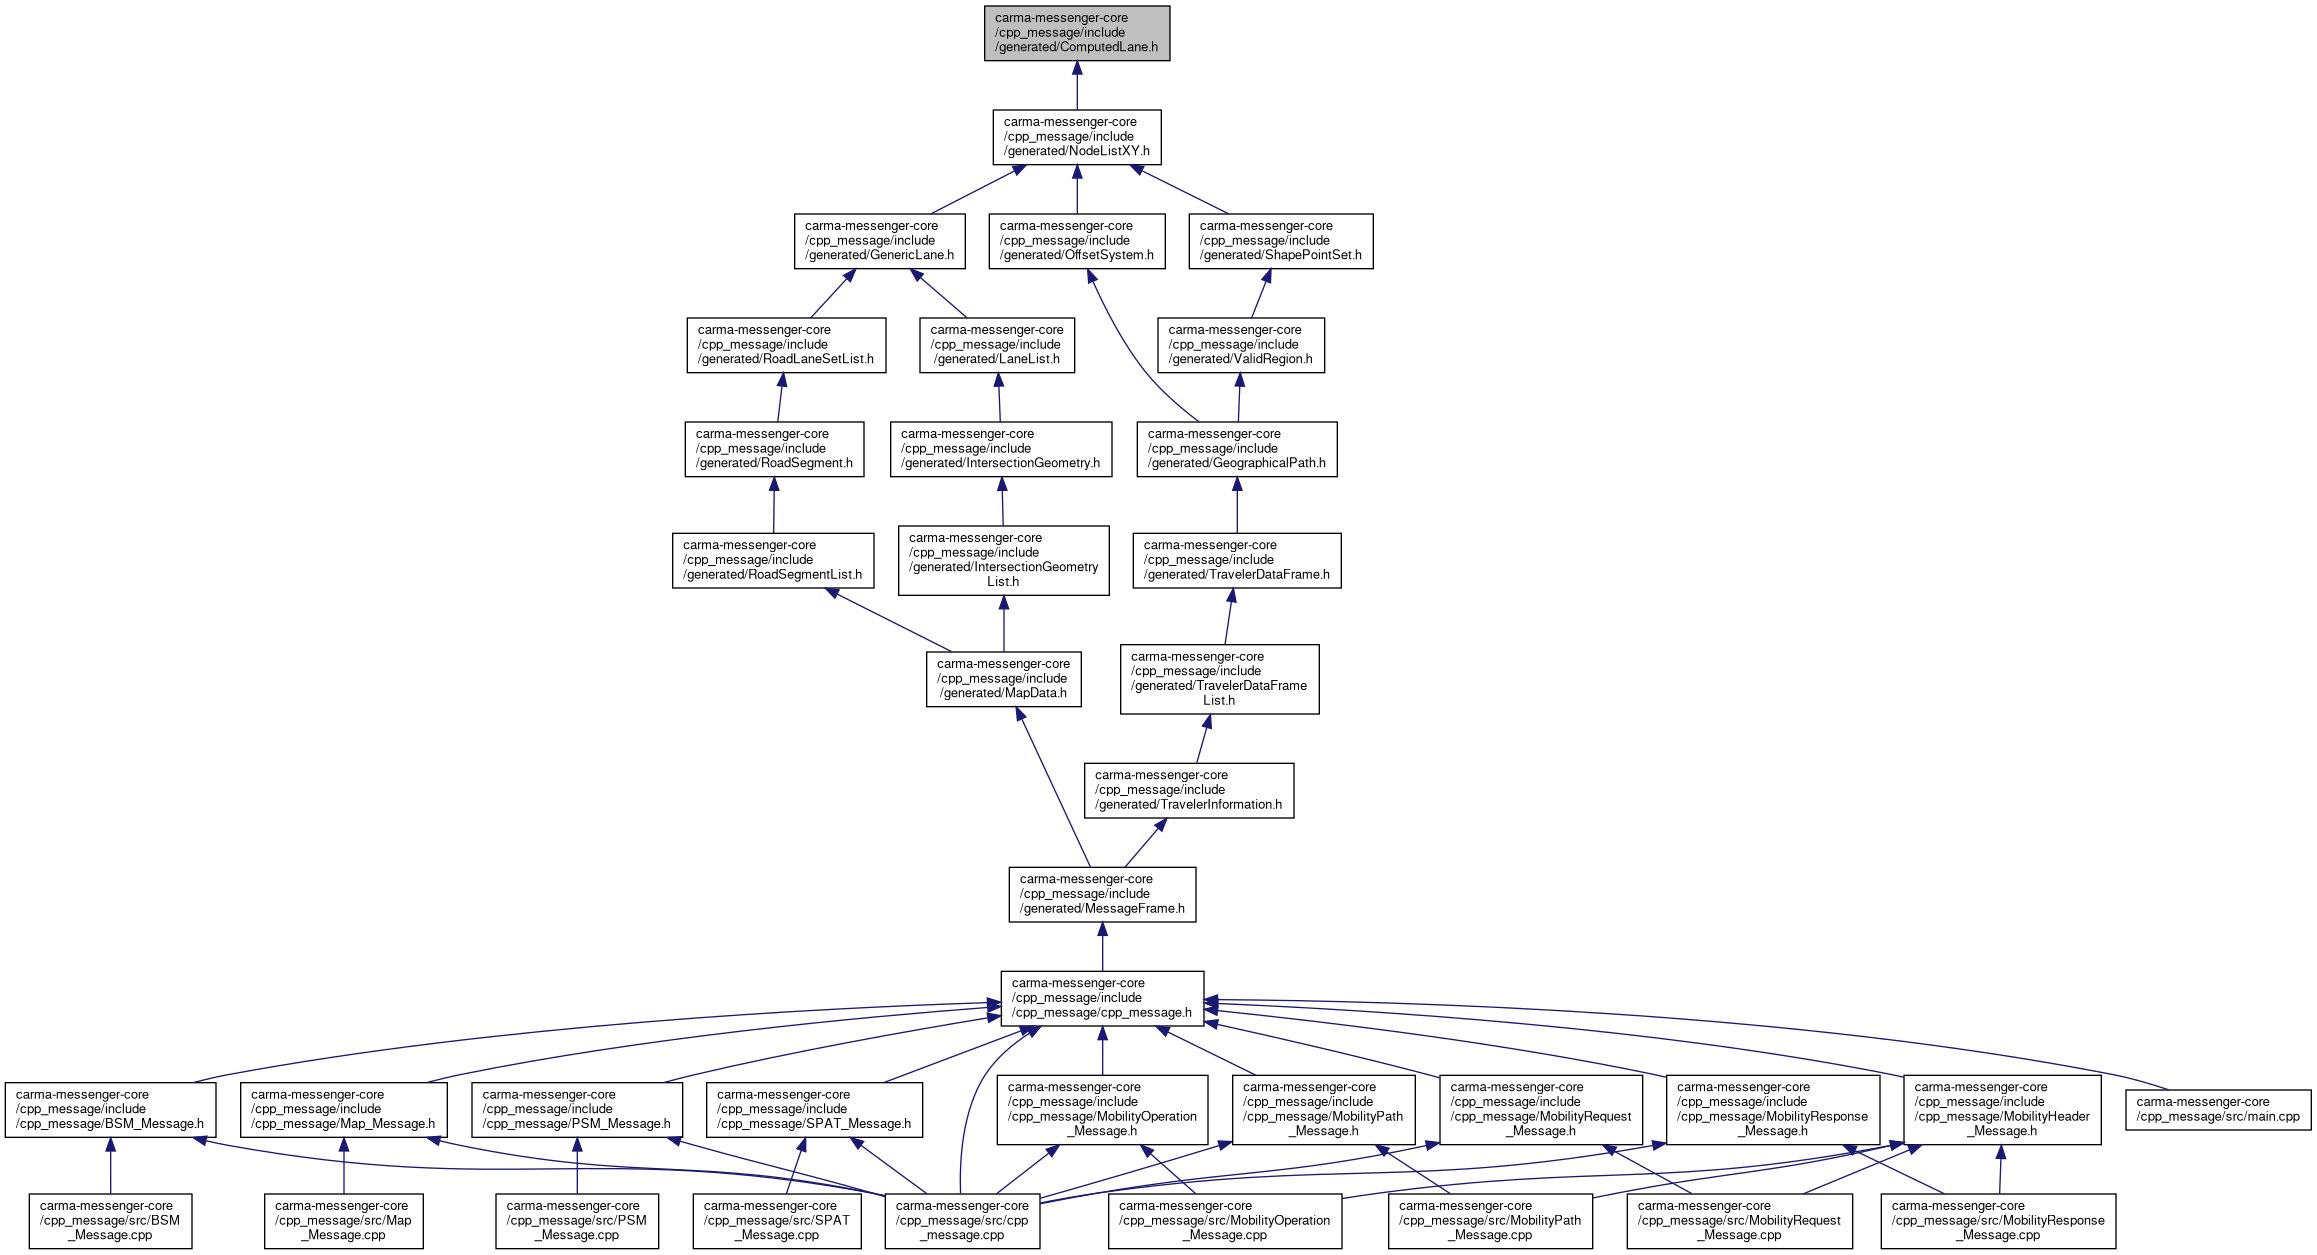 carma-messenger-core
/cpp_message/include
/generated/ComputedLane.h
carma-messenger-core
/cpp_message/include
/generated/NodeListXY.h
carma-messenger-core
/cpp_message/include
/generated/GenericLane.h
carma-messenger-core
/cpp_message/include
/generated/OffsetSystem.h
carma-messenger-core
/cpp_message/include
/generated/ShapePointSet.h
carma-messenger-core
/cpp_message/include
/generated/RoadLaneSetList.h
carma-messenger-core
/cpp_message/include
/generated/LaneList.h
carma-messenger-core
/cpp_message/include
/generated/ValidRegion.h
carma-messenger-core
/cpp_message/include
/generated/RoadSegment.h
carma-messenger-core
/cpp_message/include
/generated/IntersectionGeometry.h
carma-messenger-core
/cpp_message/include
/generated/GeographicalPath.h
carma-messenger-core
/cpp_message/include
/generated/RoadSegmentList.h
carma-messenger-core
/cpp_message/include
/generated/IntersectionGeometry
List.h
carma-messenger-core
/cpp_message/include
/generated/TravelerDataFrame.h
carma-messenger-core
/cpp_message/include
/generated/MapData.h
carma-messenger-core
/cpp_message/include
/generated/TravelerDataFrame
List.h
carma-messenger-core
/cpp_message/include
/generated/TravelerInformation.h
carma-messenger-core
/cpp_message/include
/generated/MessageFrame.h
carma-messenger-core
/cpp_message/include
/cpp_message/cpp_message.h
carma-messenger-core
/cpp_message/include
/cpp_message/BSM_Message.h
carma-messenger-core
/cpp_message/include
/cpp_message/Map_Message.h
carma-messenger-core
/cpp_message/include
/cpp_message/PSM_Message.h
carma-messenger-core
/cpp_message/include
/cpp_message/SPAT_Message.h
carma-messenger-core
/cpp_message/include
/cpp_message/MobilityOperation
_Message.h
carma-messenger-core
/cpp_message/include
/cpp_message/MobilityPath
_Message.h
carma-messenger-core
/cpp_message/include
/cpp_message/MobilityRequest
_Message.h
carma-messenger-core
/cpp_message/include
/cpp_message/MobilityResponse
_Message.h
carma-messenger-core
/cpp_message/include
/cpp_message/MobilityHeader
_Message.h
carma-messenger-core
/cpp_message/src/main.cpp
carma-messenger-core
/cpp_message/src/BSM
_Message.cpp
carma-messenger-core
/cpp_message/src/Map
_Message.cpp
carma-messenger-core
/cpp_message/src/PSM
_Message.cpp
carma-messenger-core
/cpp_message/src/SPAT
_Message.cpp
carma-messenger-core
/cpp_message/src/cpp
_message.cpp
carma-messenger-core
/cpp_message/src/MobilityOperation
_Message.cpp
carma-messenger-core
/cpp_message/src/MobilityPath
_Message.cpp
carma-messenger-core
/cpp_message/src/MobilityRequest
_Message.cpp
carma-messenger-core
/cpp_message/src/MobilityResponse
_Message.cpp